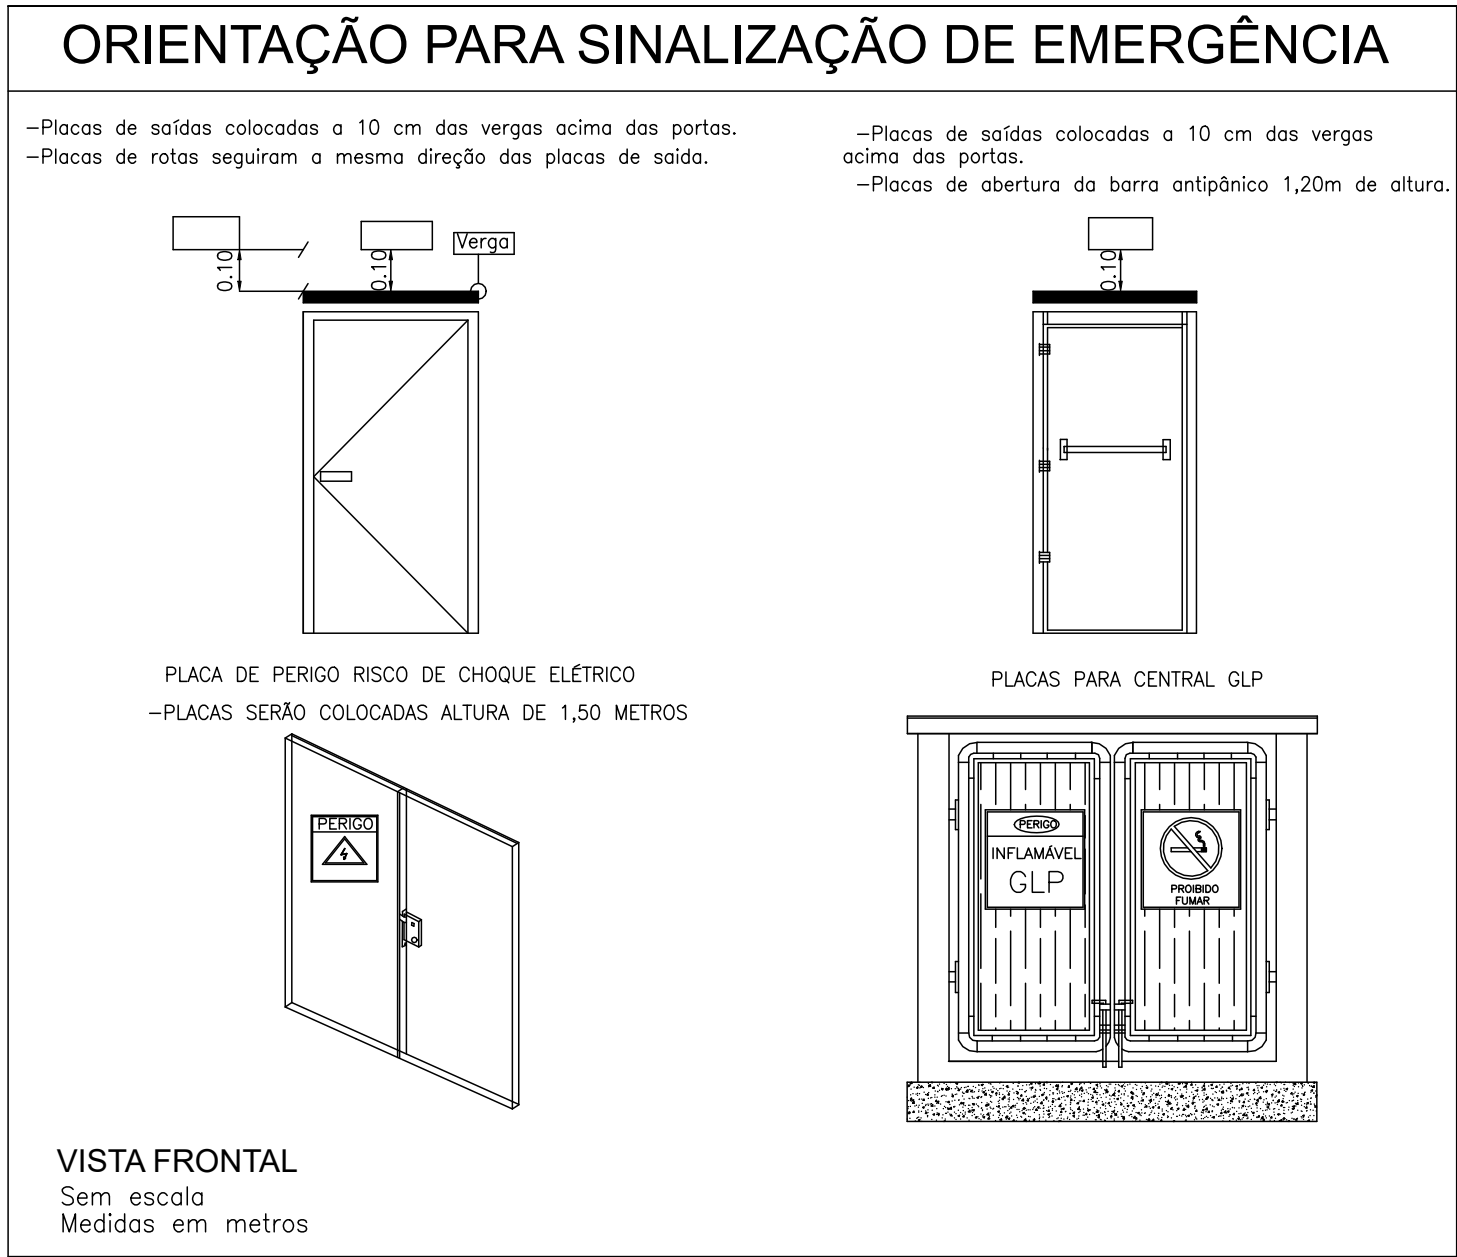 ORIENTAÇÃO PARA SINALIZAÇÃO DE EMERGÊNCIA
-Placas de saídas colocadas a 10 cm das vergas acima das portas.
-Placas de rotas seguiram a mesma direção das placas de saida.
-Placas de saídas colocadas a 10 cm das vergas
acima das portas.
-Placas de abertura da barra antipânico 1,20m de altura.
0.10
0.10
Verga
0.10
PLACA DE PERIGO RISCO DE CHOQUE ELÉTRICO
-PLACAS SERÃO COLOCADAS ALTURA DE 1,50 METROS
PERIGO
PLACAS PARA CENTRAL GLP
PERIGO
INFLAMÁVEL
GLP
PROIBIDO
FUMAR
VISTA FRONTAL
Sem escala
Medidas em metros